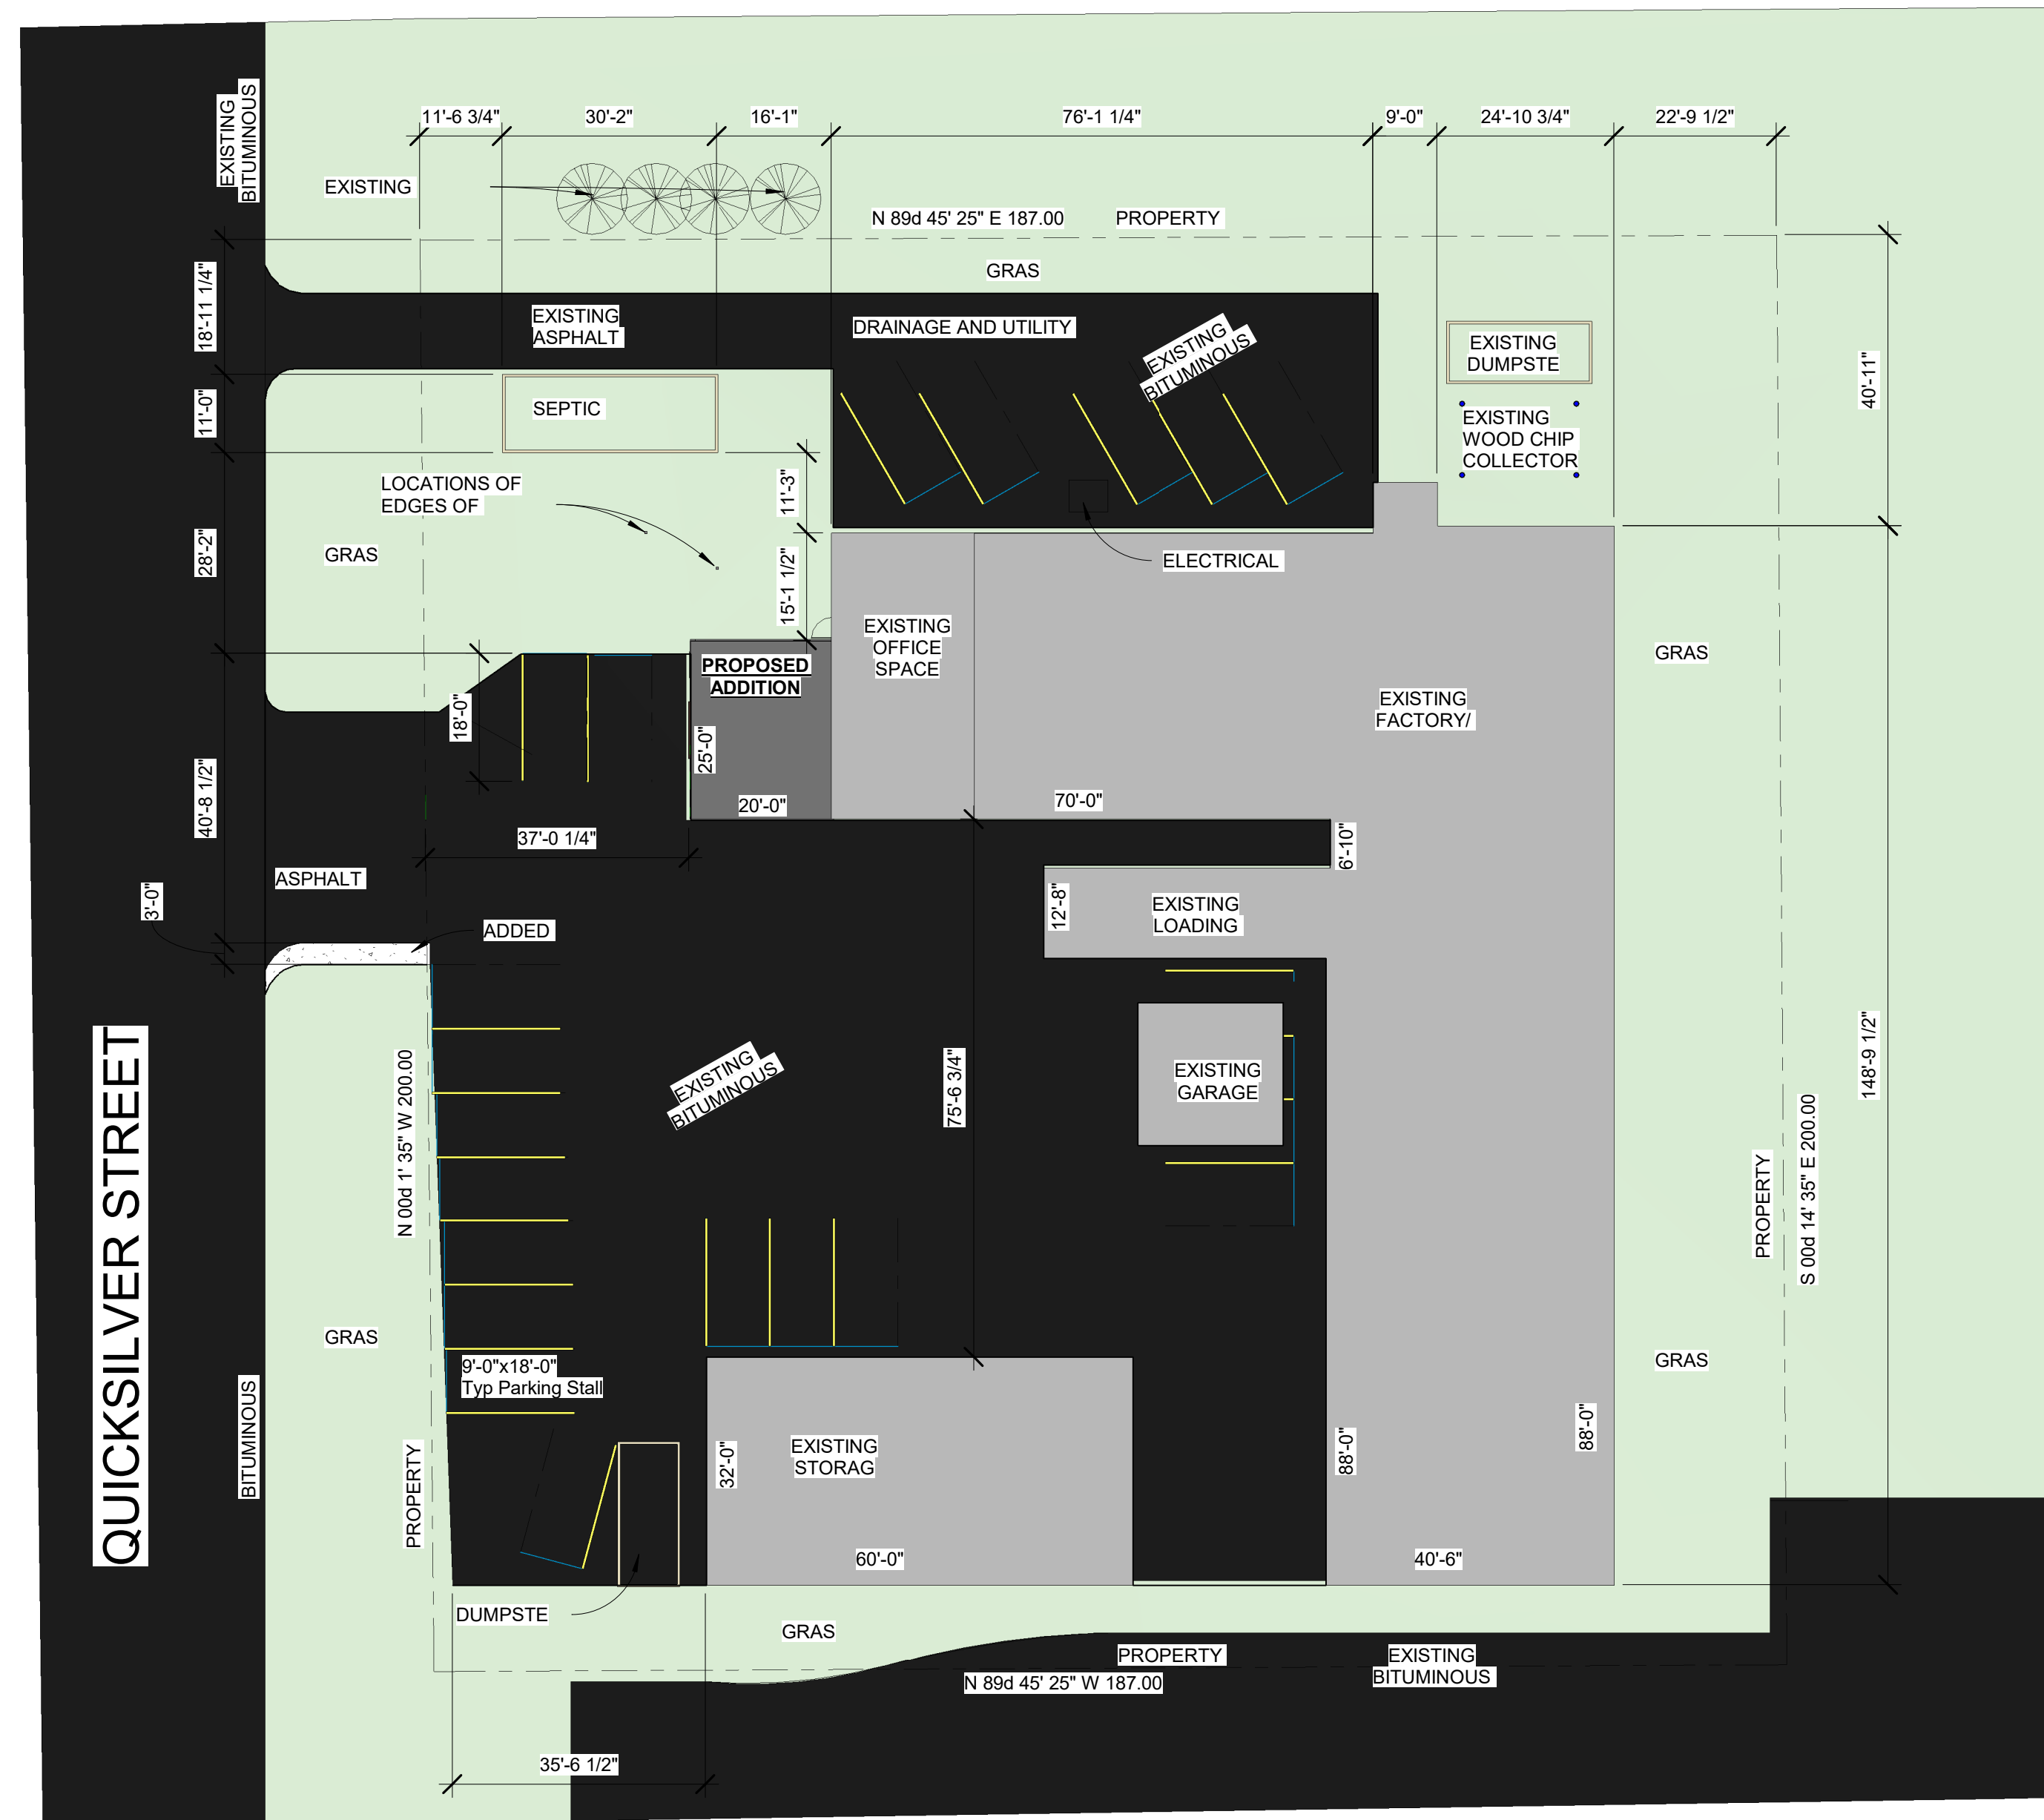 11'-6 3/4"
30'-2"
16'-1"
76'-1 1/4"
9'-0"
24'-10 3/4"
22'-9 1/2"
EXISTING
BITUMINOUS
EXISTING
N 89d 45' 25" E 187.00
PROPERTY
GRAS
18'-11 1/4"
EXISTING
ASPHALT
DRAINAGE AND UTILITY
EXISTING
BITUMINOUS
EXISTING
DUMPSTE
40'-11"
11'-0"
SEPTIC
EXISTING
WOOD CHIP
COLLECTOR
LOCATIONS OF
EDGES OF
11'-3"
28'-2"
GRAS
15'-1 1/2"
ELECTRICAL
EXISTING
OFFICE
SPACE
GRAS
PROPOSED
ADDITION
EXISTING
FACTORY/
18'-0"
25'-0"
20'-0"
70'-0"
40'-8 1/2"
37'-0 1/4"
6'-10"
ASPHALT
3'-0"
12'-8"
EXISTING
LOADING
ADDED
QUICKSILVER STREET
N 00d 1' 35" W 200.00
EXISTING
BITUMINOUS
75'-6 3/4"
EXISTING
GARAGE
148'-9 1/2"
PROPERTY
S 00d 14' 35" E 200.00
GRAS
GRAS
9'-0"x18'-0"
Typ Parking Stall
BITUMINOUS
PROPERTY
32'-0"
EXISTING
STORAG
88'-0"
88'-0"
60'-0"
40'-6"
DUMPSTE
GRAS
PROPERTY
EXISTING
BITUMINOUS
N 89d 45' 25" W 187.00
35'-6 1/2"